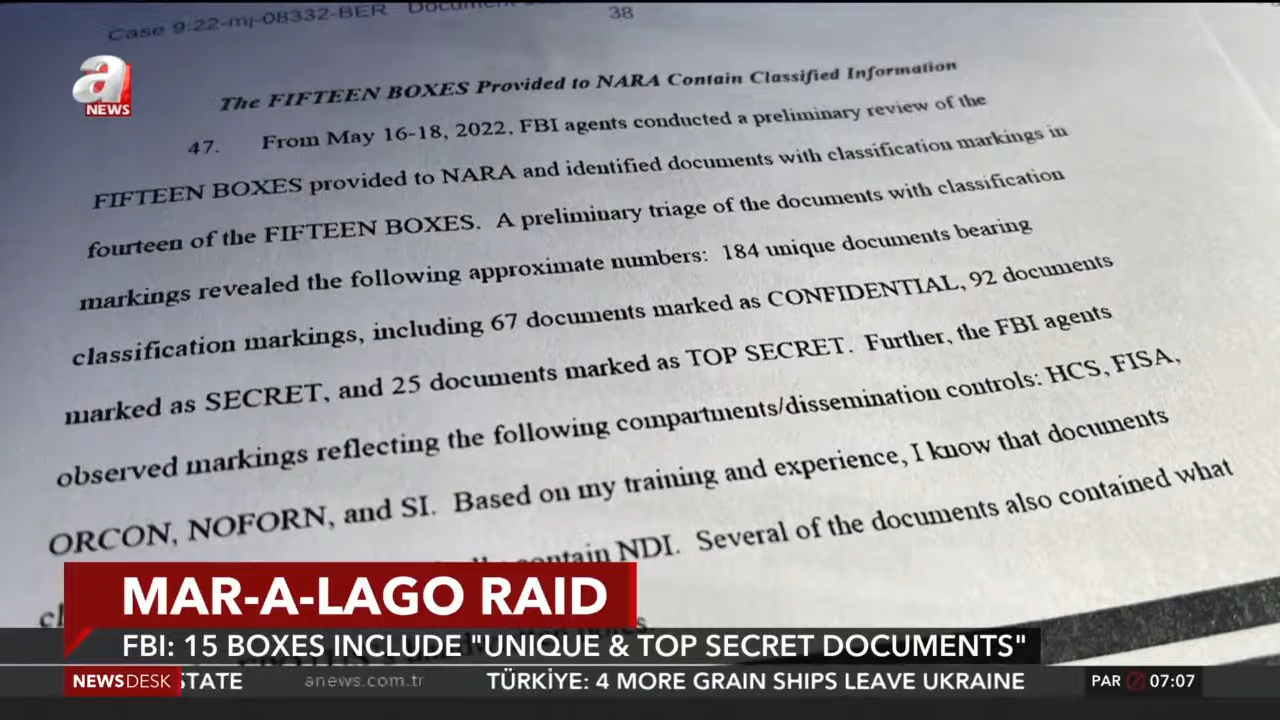 Case 9:22-mj-08332-BER Document
38
a
NEWS
The FIFTEEN BOXES Provided to NARA Contain Classified Information
47. From May 16-18, 2022, FBI agents conducted a preliminary review of the
FIFTEEN BOXES provided to NARA and identified documents with classification markings in
fourteen of the FIFTEEN BOXES. A preliminary triage of the documents with classification
markings revealed the following approximate numbers: 184 unique documents bearing
classification markings, including 67 documents marked as CONFIDENTIAL, 92 documents
marked as SECRET, and 25 documents marked as TOP SECRET. Further, the FBI agents
observed markings reflecting the following compartments/dissemination controls: HCS, FISA,
ORCON, NOFORN, and SI. Based on my training and experience, I know that documents
contain NDI. Several of the documents also contained what
MAR-A-LAGO RAID
FBI: 15 BOXES INCLUDE "UNIQUE & TOP SECRET DOCUMENTS"
NEWSDESK STATE anews.com.tr TÜRKİYE: 4 MORE GRAIN SHIPS LEAVE UKRAINE PAR 07:07